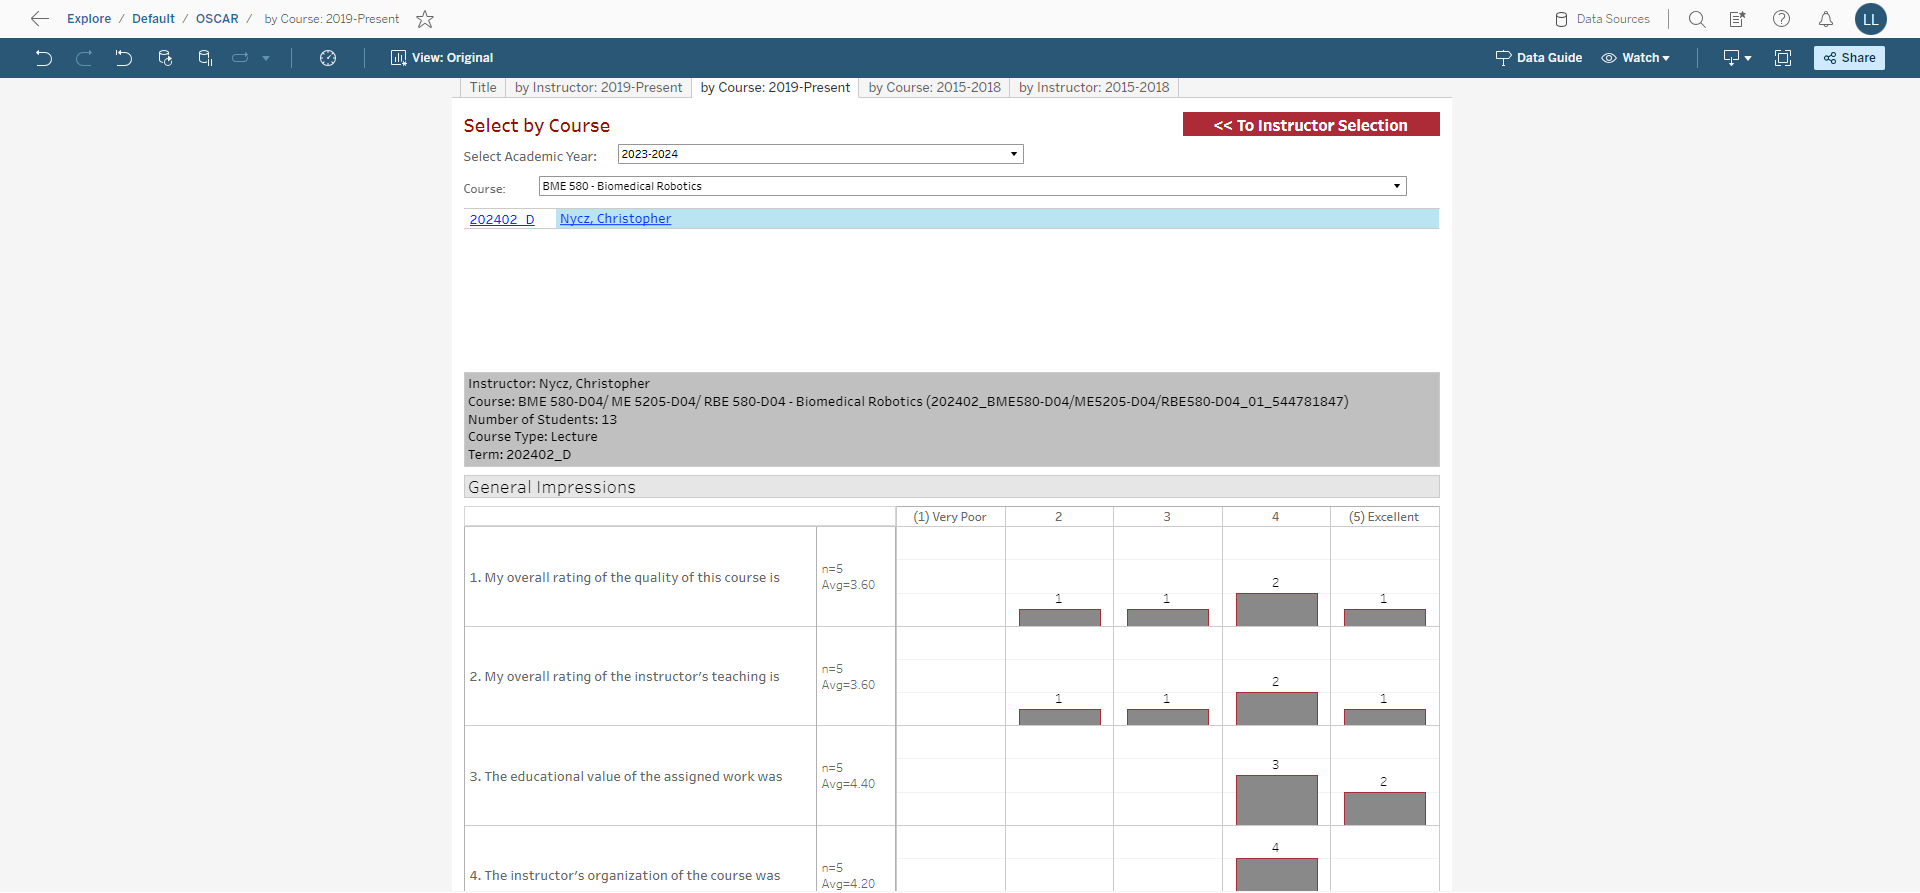 Explore / Default / OSCAR / by Course: 2019-Present
Data Sources
LL
View: Original
Data Guide
Watch
Share
Title
by Instructor: 2019-Present
by Course: 2019-Present
by Course: 2015-2018
by Instructor: 2015-2018
Select by Course
<< To Instructor Selection
Select Academic Year:
2023-2024
Course:
BME 580 - Biomedical Robotics
202402_D
Nycz, Christopher
Instructor: Nycz, Christopher
Course: BME 580-D04/ ME 5205-D04/ RBE 580-D04 - Biomedical Robotics (202402_BME580-D04/ME5205-D04/RBE580-D04_01_544781847)
Number of Students: 13
Course Type: Lecture
Term: 202402_D
General Impressions
(1) Very Poor
2
3
4
(5) Excellent
1. My overall rating of the quality of this course is
n=5
Avg=3.60
1
1
2
1
2. My overall rating of the instructor's teaching is
n=5
Avg=3.60
1
1
2
1
3. The educational value of the assigned work was
n=5
Avg=4.40
3
2
4. The instructor's organization of the course was
n=5
Avg=4.20
4